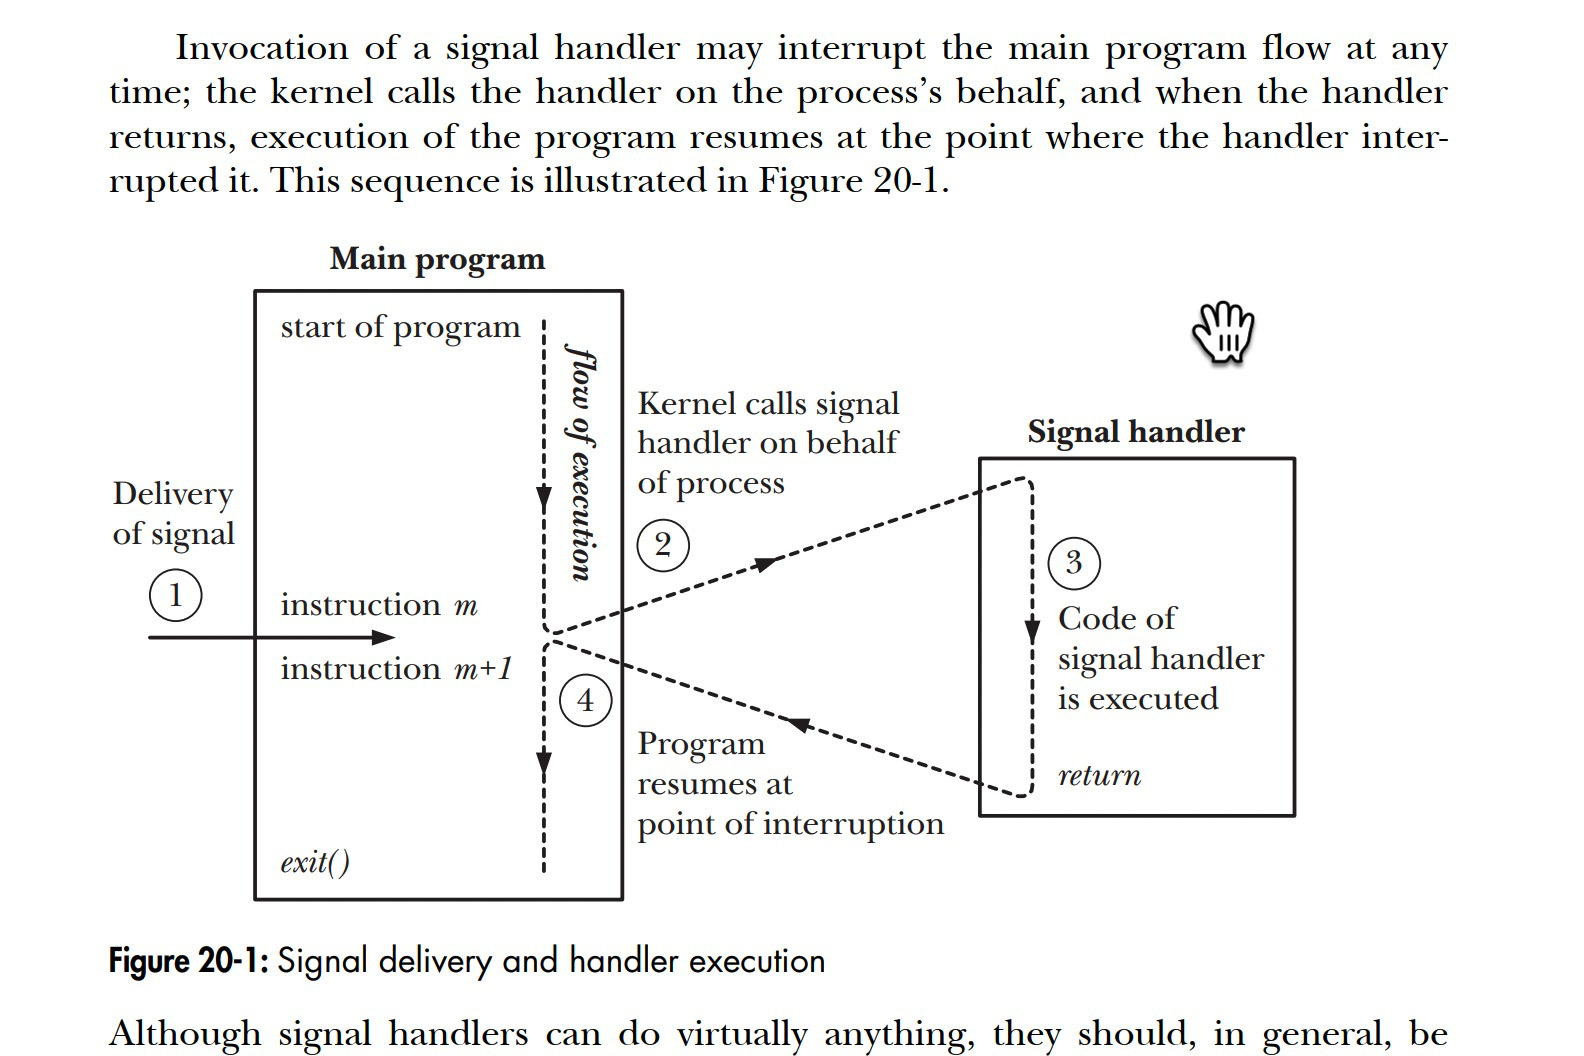 Invocation of a signal handler may interrupt the main program flow at any
time; the kernel calls the handler on the process’s behalf, and when the handler
returns, execution of the program resumes at the point where the handler inter-
rupted it. This sequence is illustrated in Figure 20-1.
Main program
start of program
flow of execution
Kernel calls signal
handler on behalf
of process
2
Signal handler
Delivery
of signal
1
instruction m
instruction m+1
3
Code of
signal handler
is executed
return
4
Program
resumes at
point of interruption
exit()
Figure 20-1: Signal delivery and handler execution
Although signal handlers can do virtually anything, they should, in general, be